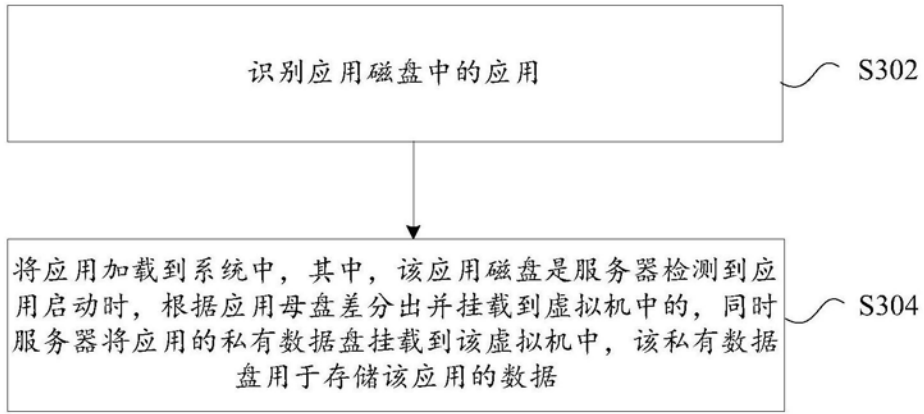 识别应用磁盘中的应用
S302
将应用加载到系统中，其中，该应用磁盘是服务器检测到应
用启动时，根据应用母盘差分出并挂载到虚拟机中的，同时
服务器将应用的私有数据盘挂载到该虚拟机中，该私有数据
盘用于存储该应用的数据
S304